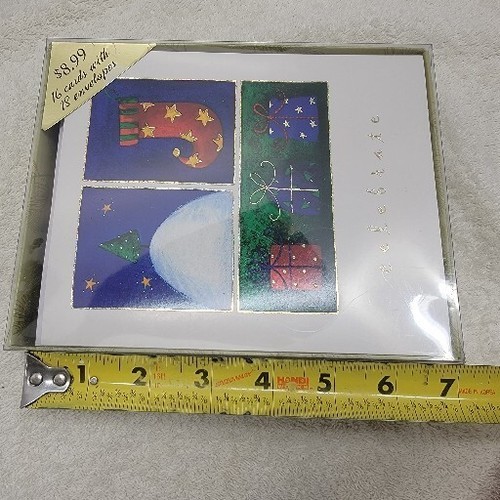 $8.99
16 cards with
18 envelopes
celebrate
1 2 3 4 5 6 7